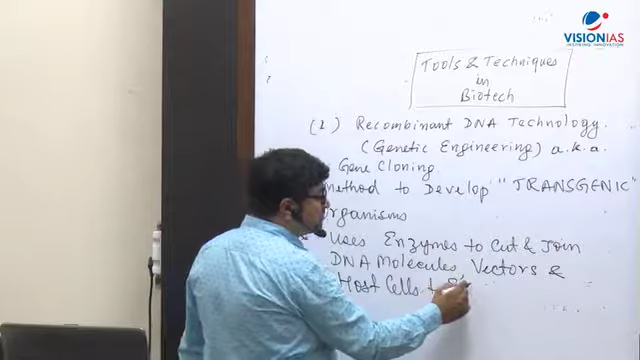 VISIONIAS
INSPIRING INNOVATION
Tools & Techniques
in
Biotech
(1) Recombinant DNA Technology.
(Genetic Engineering) a.k.a.
Gene Cloning
method to Develop "TRANSGENIC"
Organisms
Uses Enzymes to Cut & Join
DNA Molecules, Vectors &
Host Cells